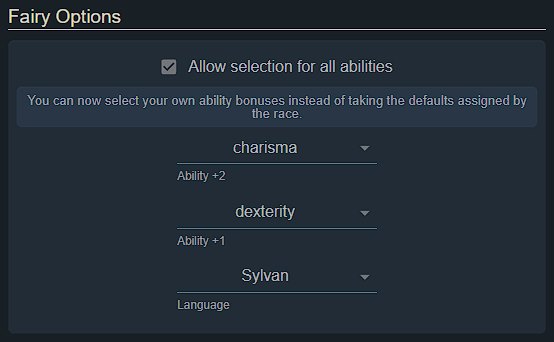 Fairy Options
Allow selection for all abilities
You can now select your own ability bonuses instead of taking the defaults assigned by
the race.
charisma
Ability +2
dexterity
Ability +1
Sylvan
Language